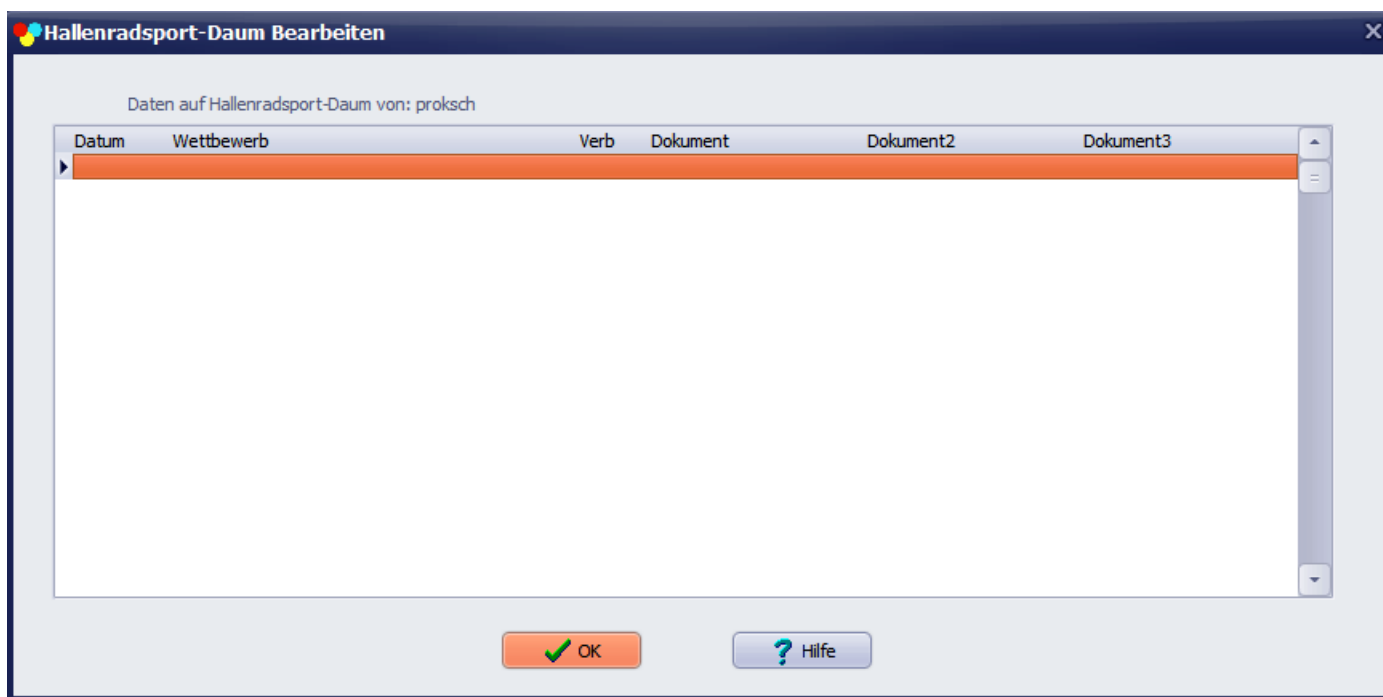 Hallenradsport-Daum Bearbeiten
Daten auf Hallenradsport-Daum von: proksch
Datum Wettbewerb Verb Dokument Dokument2 Dokument3
OK Hilfe